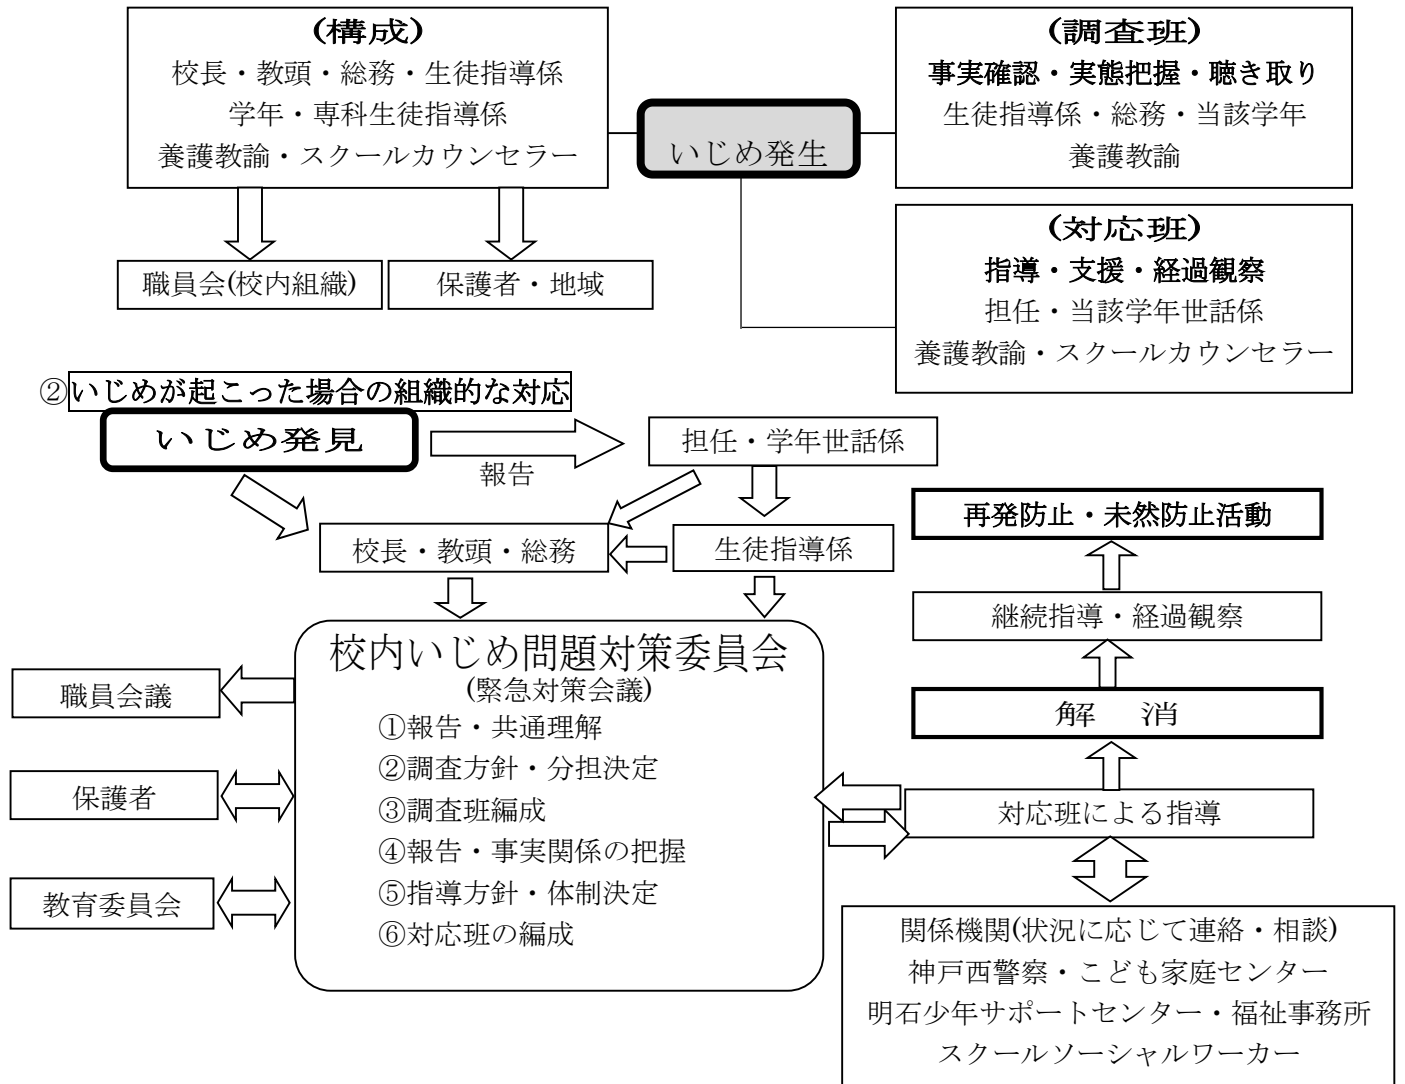 (構成)
校長・教頭・総務・生徒指導係
学年・専科生徒指導係
養護教諭・スクールカウンセラー
いじめ発生
(調査班)
事実確認・実態把握・聴き取り
生徒指導係・総務・当該学年
養護教諭
(対応班)
指導・支援・経過観察
担任・当該学年世話係
養護教諭・スクールカウンセラー
職員会(校内組織)
保護者・地域
②いじめが起こった場合の組織的な対応
いじめ発見
報告
担任・学年世話係
校長・教頭・総務
生徒指導係
再発防止・未然防止活動
継続指導・経過観察
解 消
対応班による指導
校内いじめ問題対策委員会
(緊急対策会議)
①報告・共通理解
②調査方針・分担決定
③調査班編成
④報告・事実関係の把握
⑤指導方針・体制決定
⑥対応班の編成
職員会議
保護者
教育委員会
関係機関(状況に応じて連絡・相談)
神戸西警察・こども家庭センター
明石少年サポートセンター・福祉事務所
スクールソーシャルワーカー